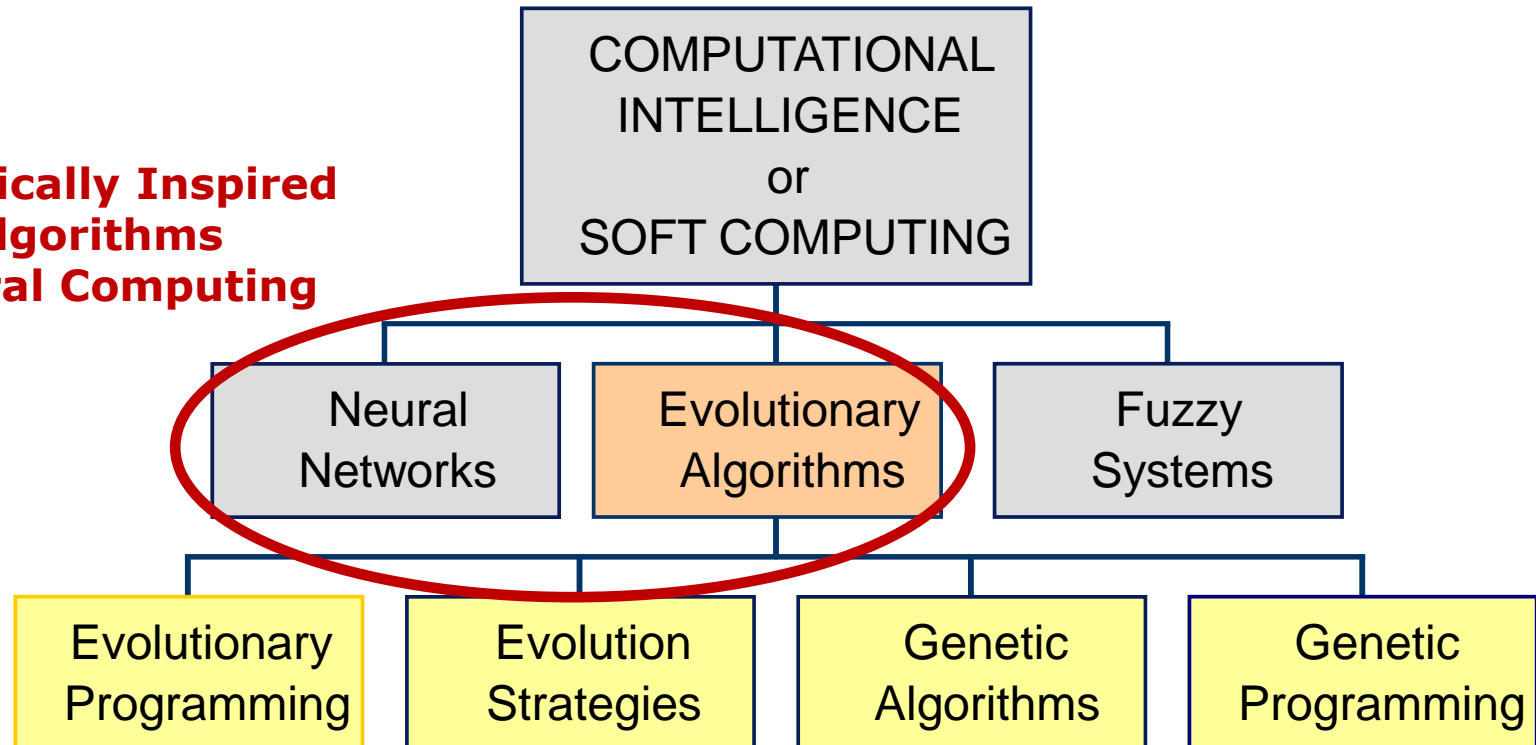 COMPUTATIONAL
INTELLIGENCE
or
SOFT COMPUTING
ically Inspired
lgorithms
ral Computing
Neural
Networks
Evolutionary
Algorithms
Fuzzy
Systems
Evolutionary
Programming
Evolution
Strategies
Genetic
Algorithms
Genetic
Programming